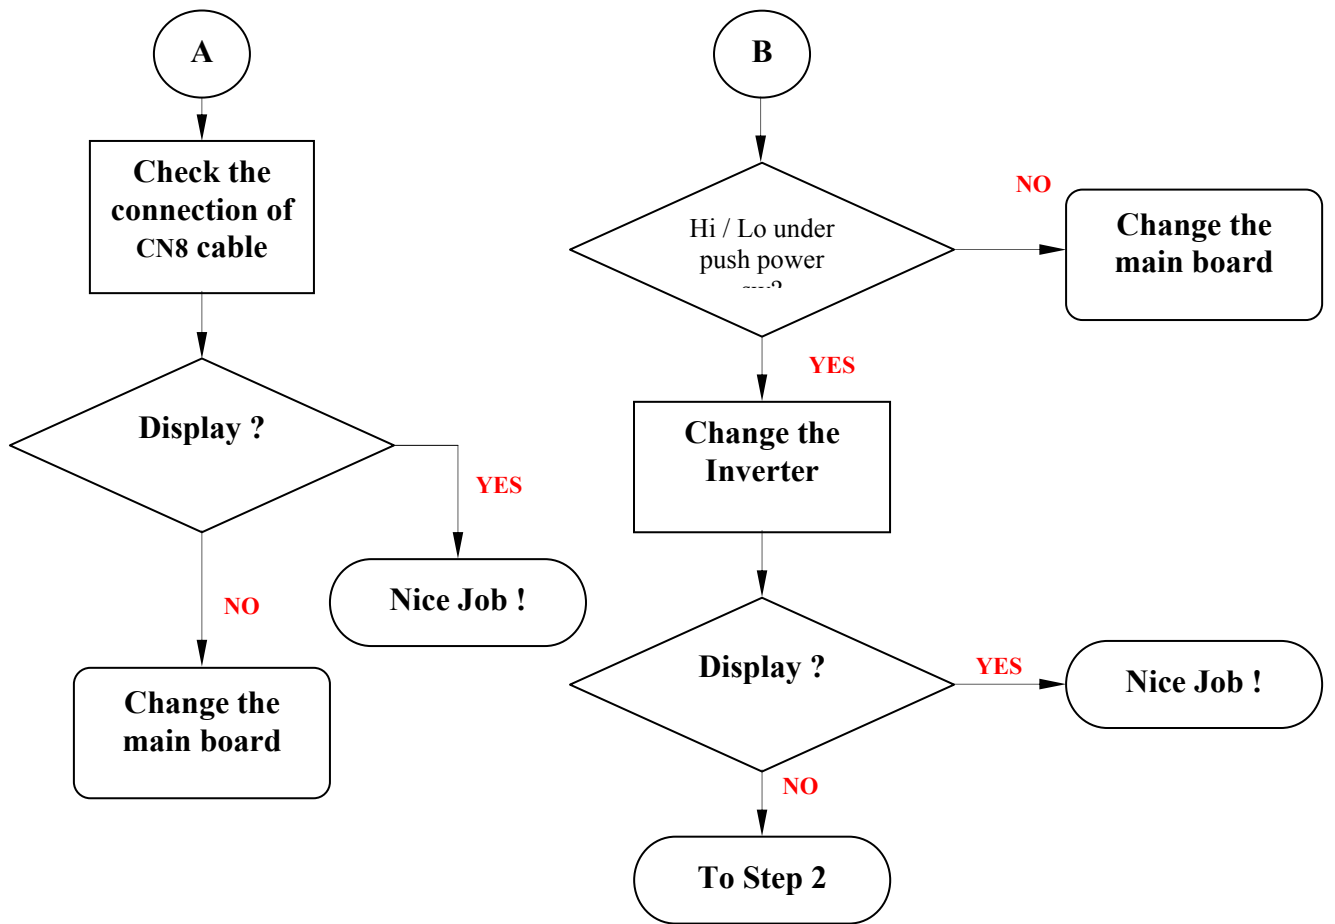 A
Check the
connection of
CN8 cable
Display ?
YES
Nice Job !
NO
Change the
main board
B
Hi / Lo under
push power
NO
Change the
main board
YES
Change the
Inverter
Display ?
YES
Nice Job !
NO
To Step 2